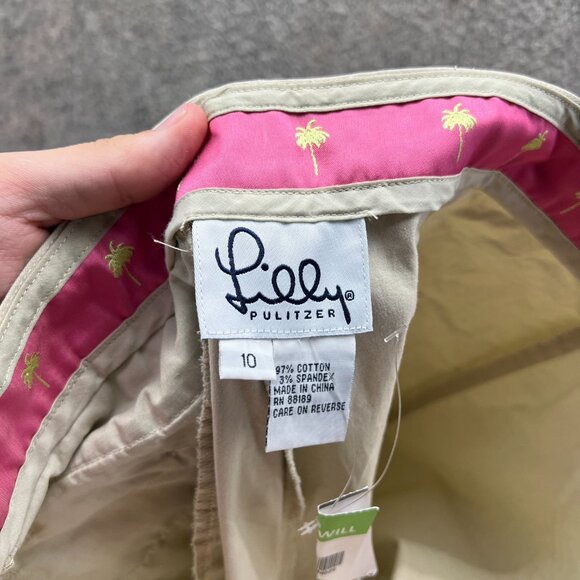 Lilly®
PULITZER
10
97% COTTON
3% SPANDEX
MADE IN CHINA
RN 88189
CARE ON REVERSE
WILL